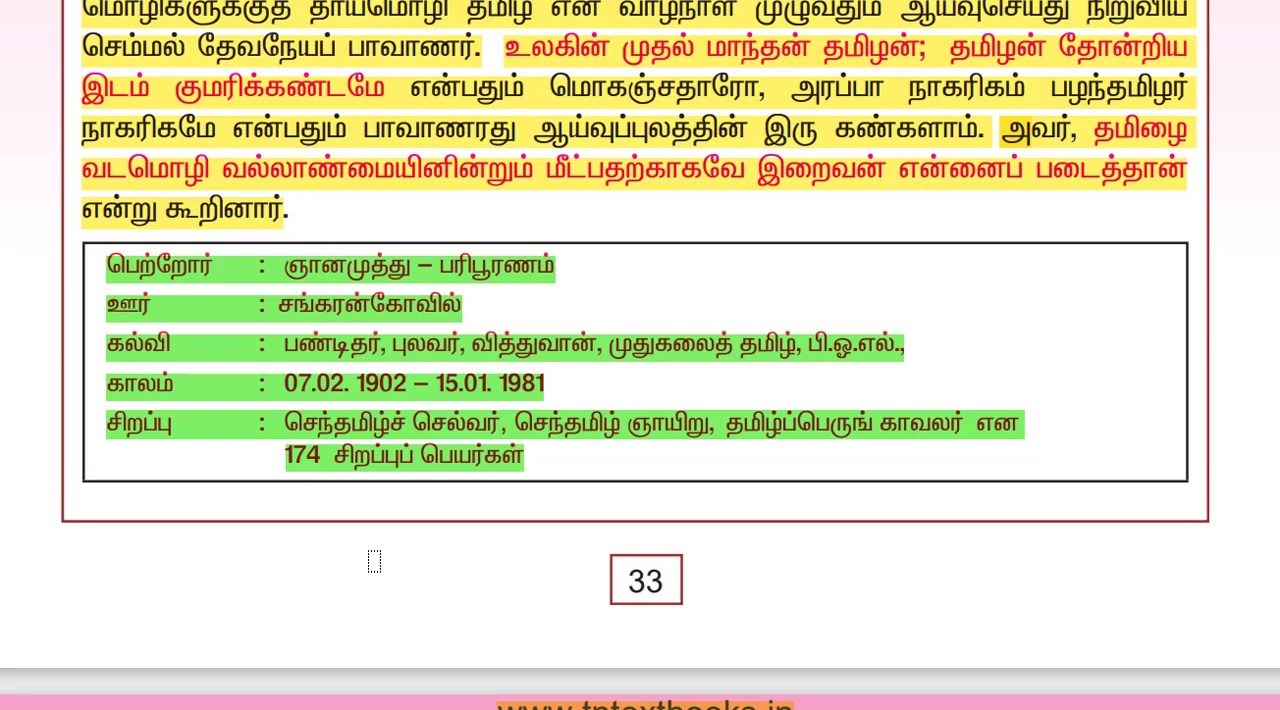 மொழிகளுக்குத் தாய்மொழி தமிழ் என வாழ்நாள் முழுவதும் ஆய்வுசெய்து நிறுவிய
செம்மல் தேவநேயப் பாவாணர். உலகின் முதல் மாந்தன் தமிழன்; தமிழன் தோன்றிய
இடம் குமரிக்கண்டமே என்பதும் மொகஞ்சதாரோ, அரப்பா நாகரிகம் பழந்தமிழர்
நாகரிகமே என்பதும் பாவாணரது ஆய்வுப்புலத்தின் இரு கண்களாம். அவர், தமிழை
வடமொழி வல்லாண்மையினின்றும் மீட்பதற்காகவே இறைவன் என்னைப் படைத்தான்
என்று கூறினார்.
பெற்றோர் : ஞானமுத்து – பரிபூரணம்
ஊர் : சங்கரன்கோவில்
கல்வி : பண்டிதர், புலவர், வித்துவான், முதுகலைத் தமிழ், பி.ஓ.எல்.,
காலம் : 07.02. 1902 – 15.01. 1981
சிறப்பு : செந்தமிழ்ச் செல்வர், செந்தமிழ் ஞாயிறு, தமிழ்ப்பெருங் காவலர் என
174 சிறப்புப் பெயர்கள்
33
www.tntextbooks.in